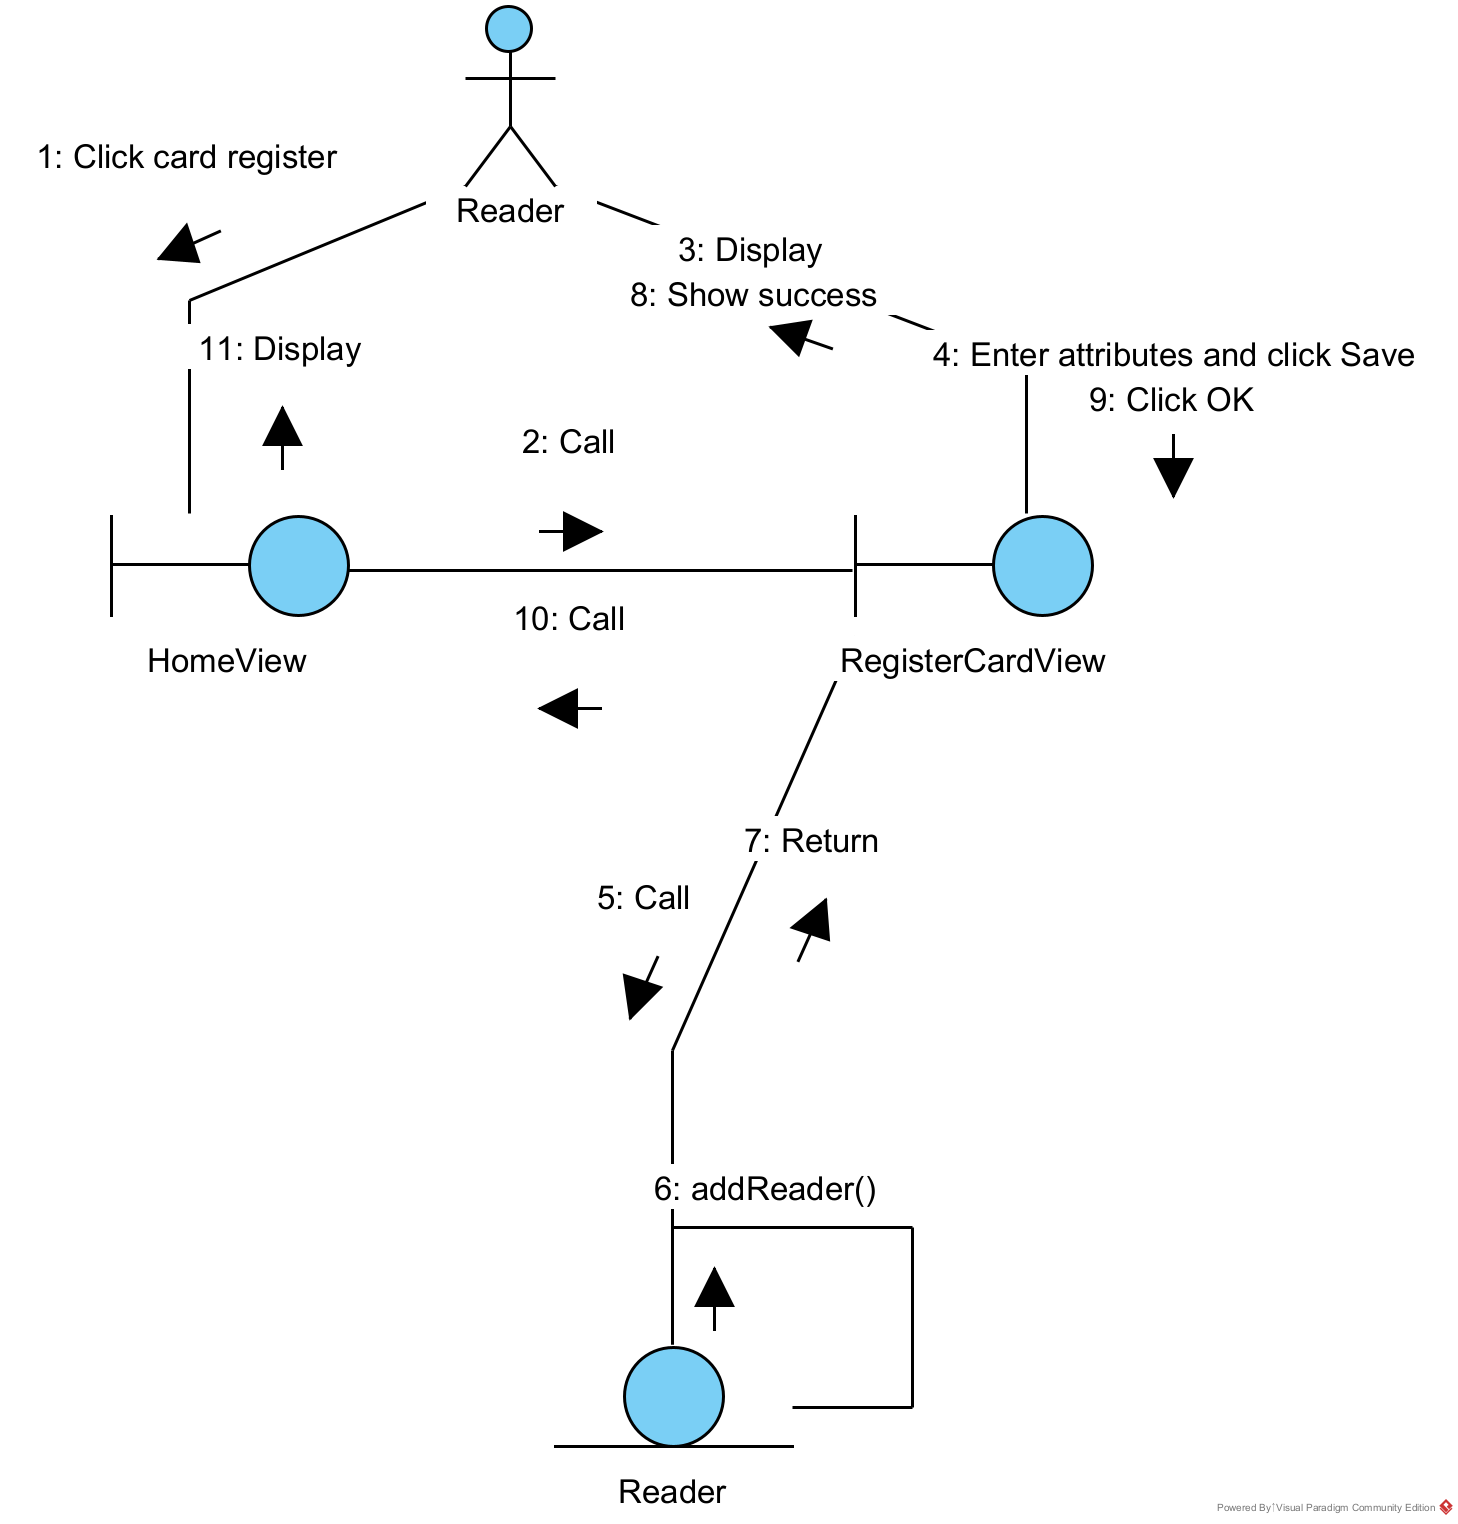 1: Click card register
Reader
3: Display
8: Show success
11: Display
4: Enter attributes and click Save
9: Click OK
2: Call
10: Call
HomeView
RegisterCardView
7: Return
5: Call
6: addReader()
Reader
Powered By Visual Paradigm Community Edition